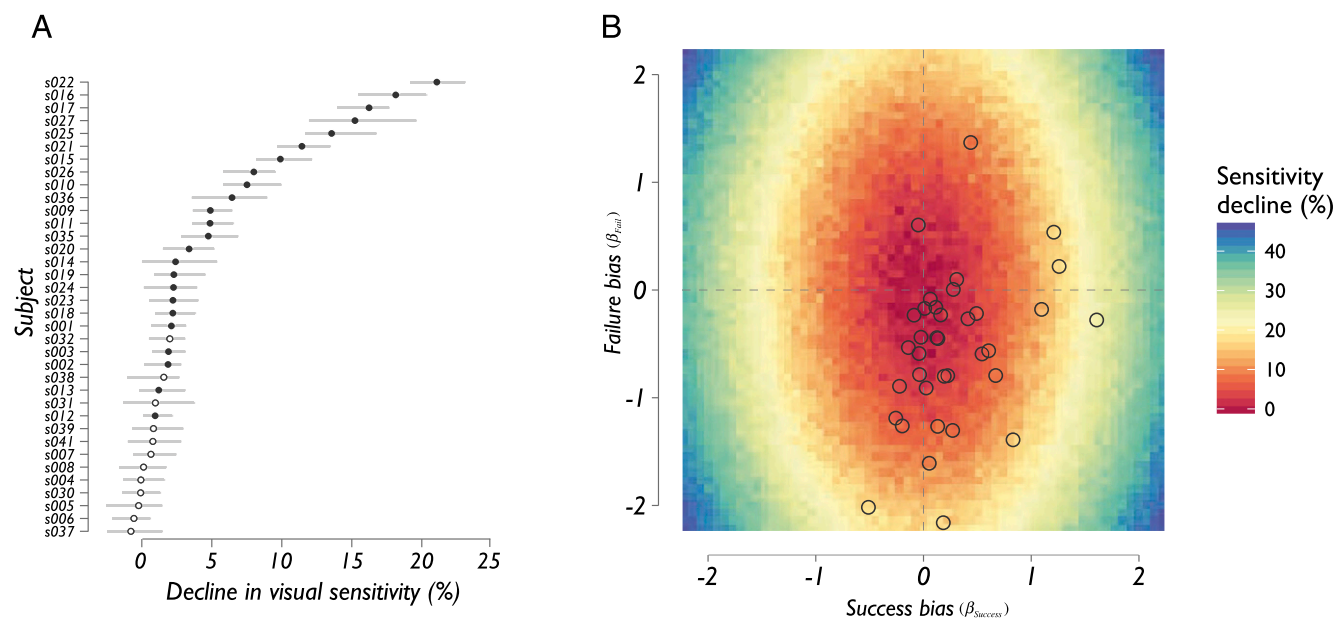 A
Subject
s022
s016
s017
s027
s025
s021
s015
s026
s010
s036
s009
s011
s035
s020
s014
s019
s024
s023
s018
s001
s032
s003
s002
s038
s013
s031
s012
s039
s041
s007
s008
s004
s030
s005
s006
s037
0 5 10 15 20 25
Decline in visual sensitivity (%)
B
Failure bias (βFail)
2
1
0
-1
-2
-2 -1 0 1 2
Success bias (βSuccess)
Sensitivity
decline (%)
40
30
20
10
0